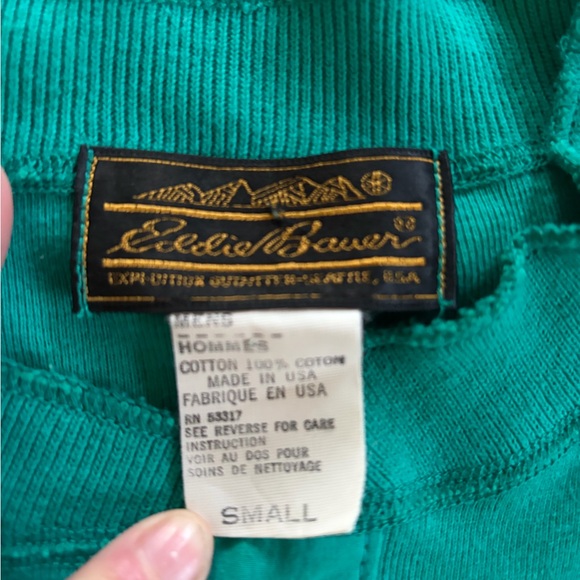 Eddie Bauer
EXPEDITION OUTFITTER-SEATTLE, USA
MENS
HOMMES
COTTON 100% COTON
MADE IN USA
FABRIQUE EN USA
RN 53317
SEE REVERSE FOR CARE
INSTRUCTION
VOIR AU DOS POUR
SOINS DE NETTOYAGE
SMALL